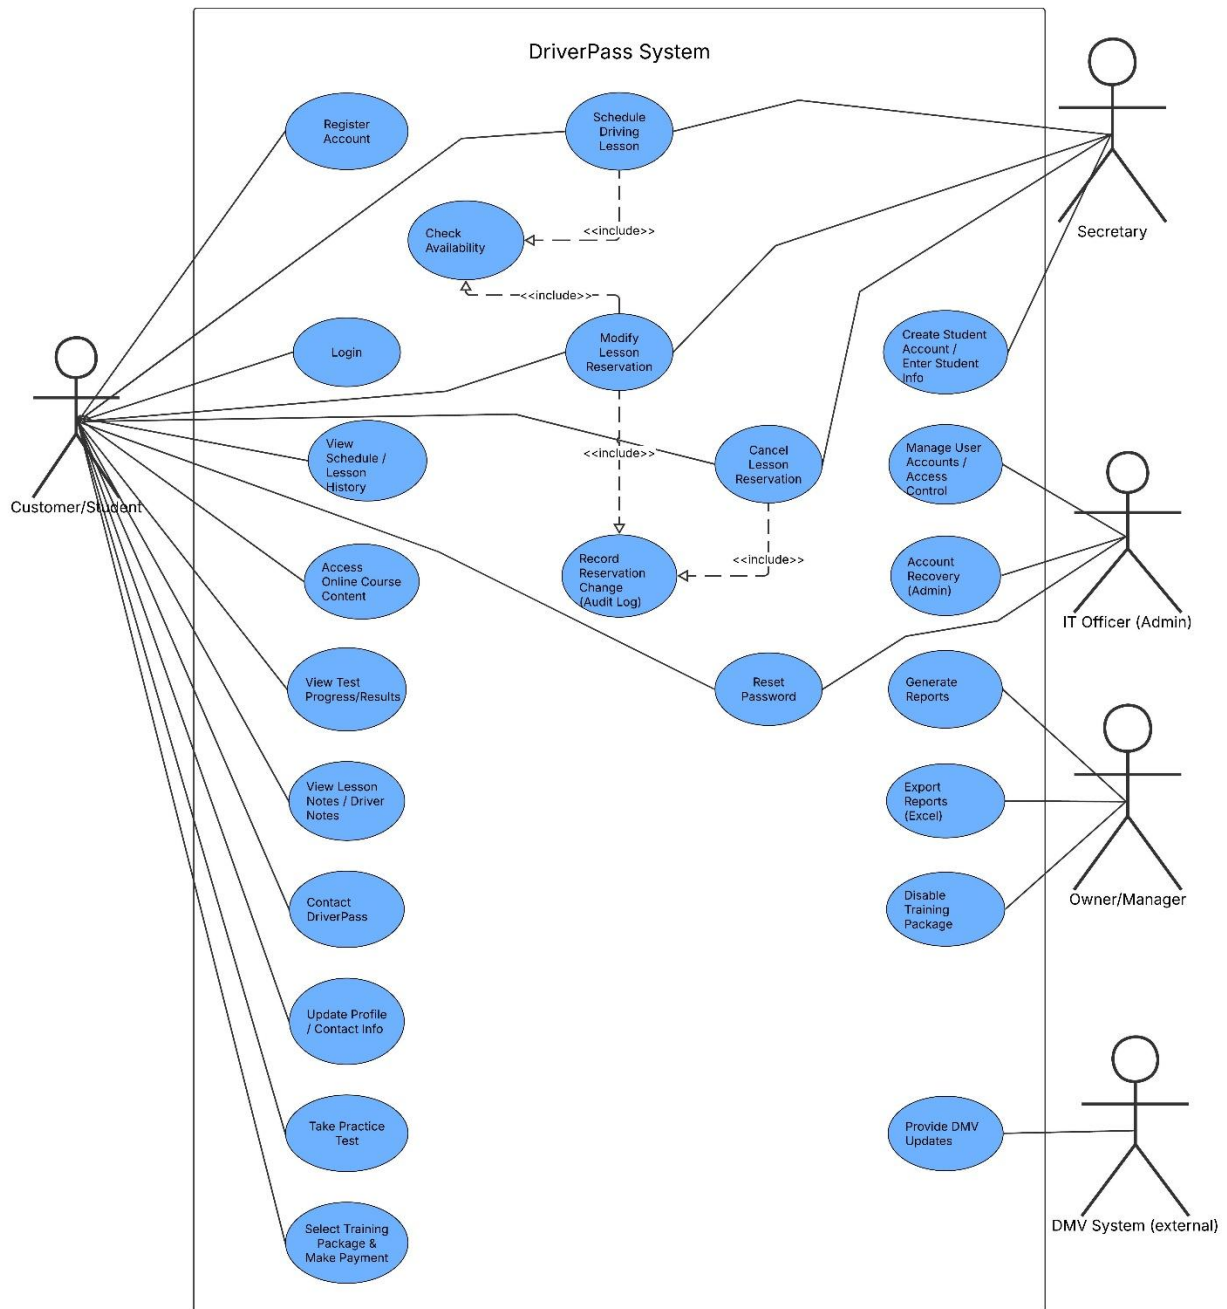 DriverPass System
Register
Account
Schedule
Driving
Lesson
Secretary
Check
Availability
<<include>>
<<include>>
Login
Modify
Lesson
Reservation
Create Student
Account /
Enter Student
Info
Customer/Student
View
Schedule /
Lesson
History
<<include>>
Cancel
Lesson
Reservation
Manage User
Accounts /
Access
Control
Access
Online Course
Content
Record
Reservation
Change
(Audit Log)
<<include>>
Account
Recovery
(Admin)
IT Officer (Admin)
View Test
Progress/Results
Reset
Password
Generate
Reports
View Lesson
Notes / Driver
Notes
Export
Reports
(Excel)
Owner/Manager
Contact
DriverPass
Disable
Training
Package
Update Profile
/ Contact Info
Take Practice
Test
Provide DMV
Updates
DMV System (external)
Select Training
Package &
Make Payment